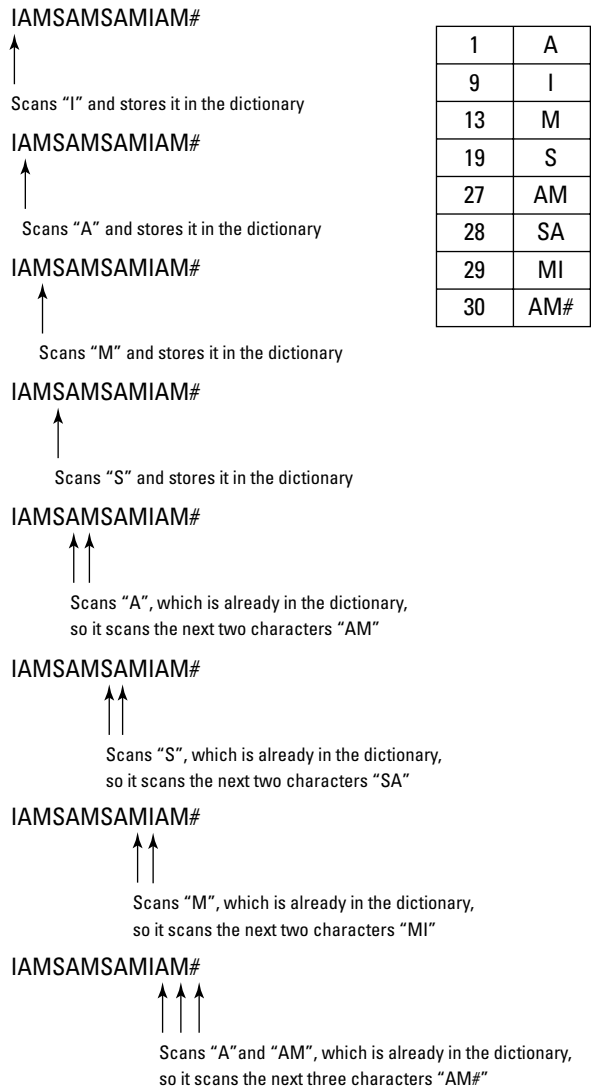 IAMSAMSAMIAM#
Scans “I” and stores it in the dictionary
IAMSAMSAMIAM#
Scans “A” and stores it in the dictionary
IAMSAMSAMIAM#
Scans “M” and stores it in the dictionary
IAMSAMSAMIAM#
Scans “S” and stores it in the dictionary
IAMSAMSAMIAM#
Scans “A”, which is already in the dictionary,
so it scans the next two characters “AM”
IAMSAMSAMIAM#
Scans “S”, which is already in the dictionary,
so it scans the next two characters “SA”
IAMSAMSAMIAM#
Scans “M”, which is already in the dictionary,
so it scans the next two characters “MI”
IAMSAMSAMIAM#
Scans “A”and “AM”, which is already in the dictionary,
so it scans the next three characters “AM#”
1 A
9 I
13 M
19 S
27 AM
28 SA
29 MI
30 AM#